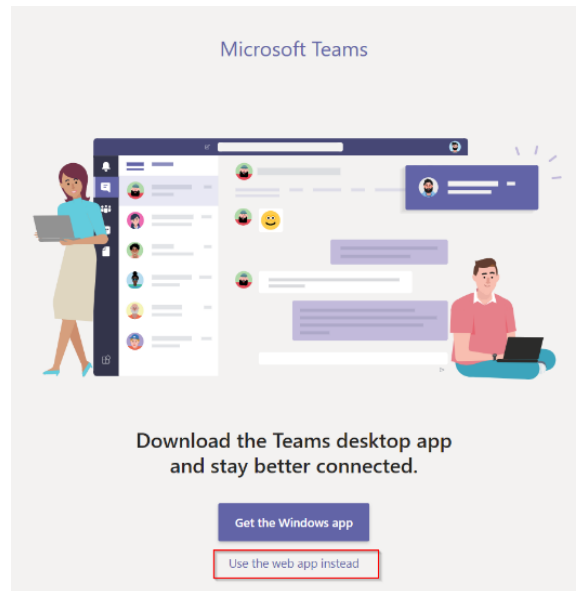 Microsoft Teams
Download the Teams desktop app
and stay better connected.
Get the Windows app
Use the web app instead